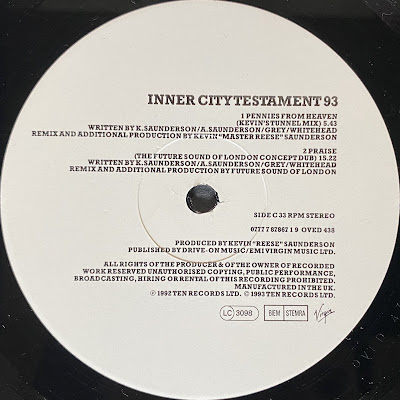 INNER CITYTESTAMENT 93
1 PENNIES FROM HEAVEN
(KEVIN'S TUNNEL MIX) 5.43
WRITTEN BY K.SAUNDERSON/A.SAUNDERSON/GREY/WHITEHEAD
REMIX AND ADDITIONAL PRODUCTION BY KEVIN "MASTER REESE" SAUNDERSON
2 PRAISE
(THE FUTURE SOUND OF LONDON CONCEPT DUB) 15.22
WRITTEN BY K.SAUNDERSON/A.SAUNDERSON/GREY/WHITEHEAD
REMIX AND ADDITIONAL PRODUCTION BY FUTURE SOUND OF LONDON
SIDE C 33 RPM STEREO
0777 7 87867 1 9 OVED 438
PRODUCED BY KEVIN "REESE" SAUNDERSON
PUBLISHED BY DRIVE-ON MUSIC/EMI VIRGIN MUSIC LTD.
ALL RIGHTS OF THE PRODUCER & OF THE OWNER OF RECORDED
WORK RESERVED UNAUTHORISED COPYING, PUBLIC PERFORMANCE,
BROADCASTING, HIRING OR RENTAL OF THIS RECORDING PROHIBITED.
MANUFACTURED IN THE UK.
℗ 1992 TEN RECORDS LTD. © 1993 TEN RECORDS LTD.
LC 3098 BIEM STEMRA Virgin